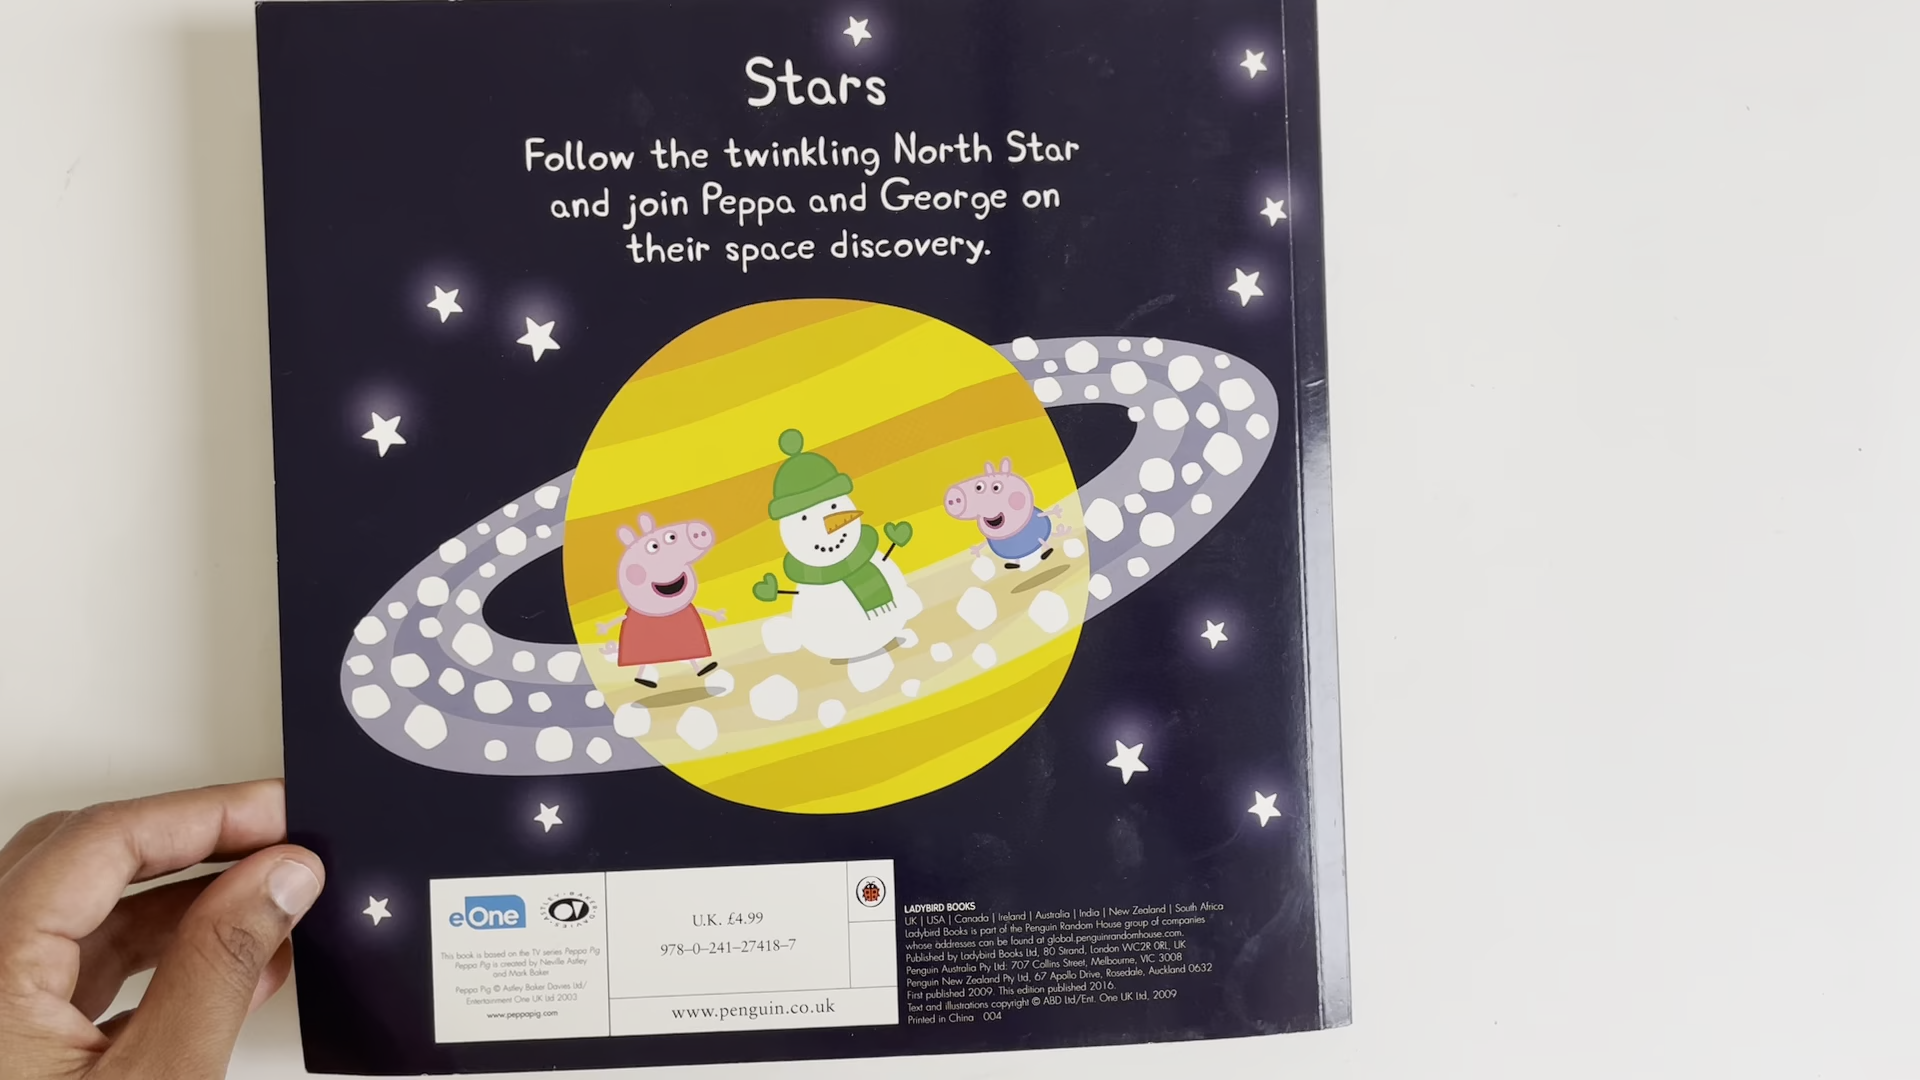 Stars
Follow the twinkling North Star
and join Peppa and George on
their space discovery.
eOne
ASTLEY BAKER DAVIES
This book is based on the TV series Peppa Pig
Peppa Pig is created by Neville Astley
and Mark Baker
Peppa Pig © Astley Baker Davies Ltd/
Entertainment One UK Ltd 2003
www.peppapig.com
U.K. £4.99
978–0–241–27418–7
www.penguin.co.uk
LADYBIRD BOOKS
UK | USA | Canada | Ireland | Australia | India | New Zealand | South Africa
Ladybird Books is part of the Penguin Random House group of companies
whose addresses can be found at global.penguinrandomhouse.com.
Published by Ladybird Books Ltd, 80 Strand, London WC2R 0RL, UK
Penguin Australia Pty Ltd: 707 Collins Street, Melbourne, VIC 3008
Penguin New Zealand Pty Ltd, 67 Apollo Drive, Rosedale, Auckland 0632
First published 2009. This edition published 2016.
Text and illustrations copyright © ABD Ltd/Ent. One UK Ltd, 2009
Printed in China 004